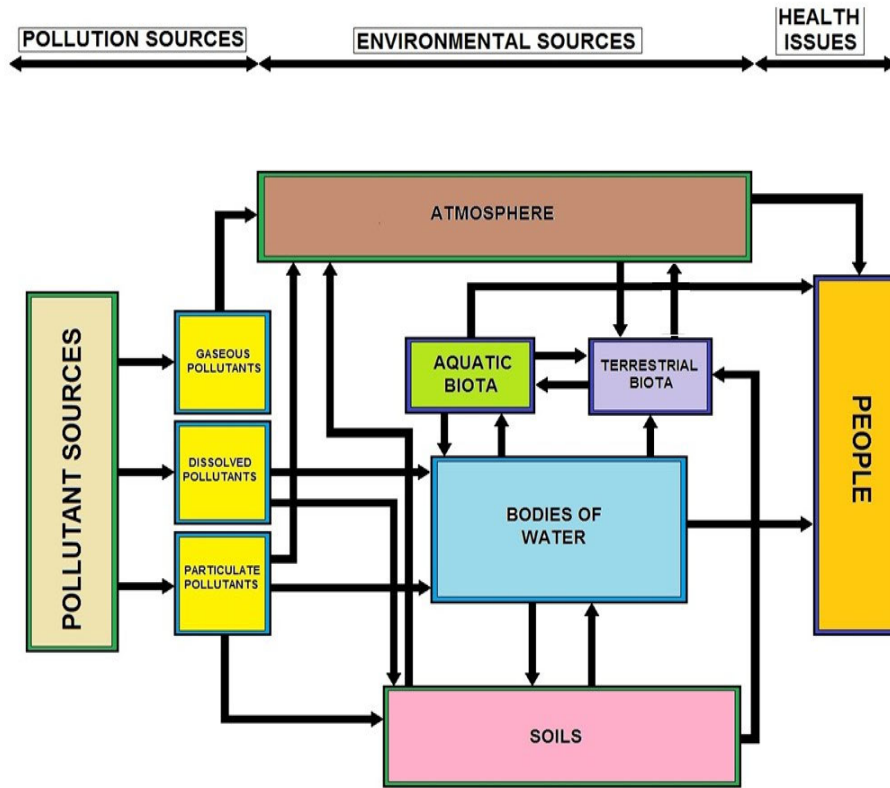 POLLUTION SOURCES
ENVIRONMENTAL SOURCES
HEALTH
ISSUES
ATMOSPHERE
POLLUTANT SOURCES
GASEOUS
POLLUTANTS
AQUATIC
BIOTA
TERRESTRIAL
BIOTA
PEOPLE
DISSOLVED
POLLUTANTS
BODIES OF
WATER
PARTICULATE
POLLUTANTS
SOILS